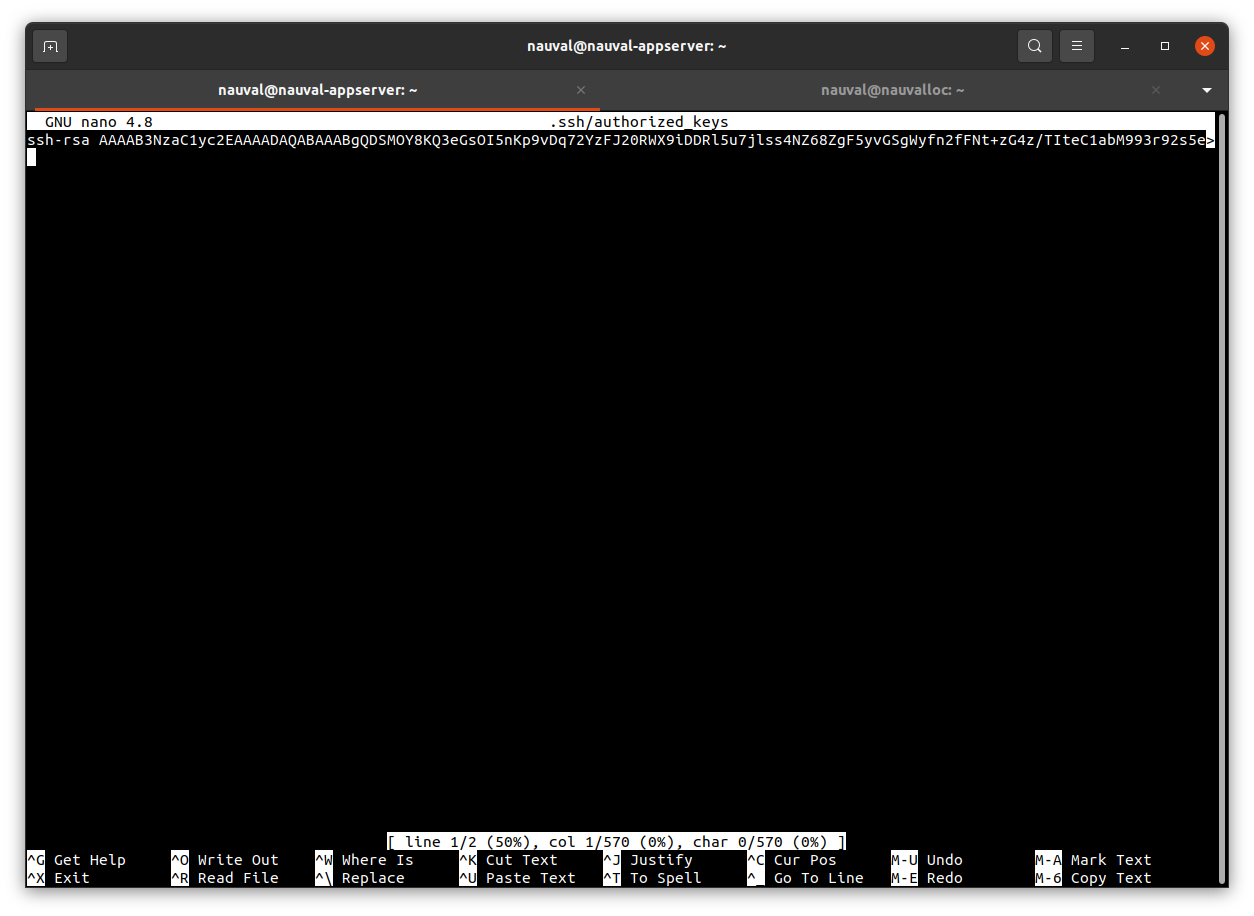 nauval@nauval-appserver: ~
nauval@nauval-appserver: ~ nauval@nauvalloc: ~
GNU nano 4.8 .ssh/authorized_keys
ssh-rsa AAAAB3NzaC1yc2EAAAADAQABAAABgQDSMOY8KQ3eGsOI5nKp9vDq72YzFJ20RWX9iDDRl5u7jlss4NZ68ZgF5yvGSgWyfn2fFNt+zG4z/TIteC1abM993r92s5e>
[ line 1/2 (50%), col 1/570 (0%), char 0/570 (0%) ]
^G Get Help ^O Write Out ^W Where Is ^K Cut Text ^J Justify ^C Cur Pos M-U Undo M-A Mark Text
^X Exit ^R Read File ^\ Replace ^U Paste Text ^T To Spell ^_ Go To Line M-E Redo M-6 Copy Text